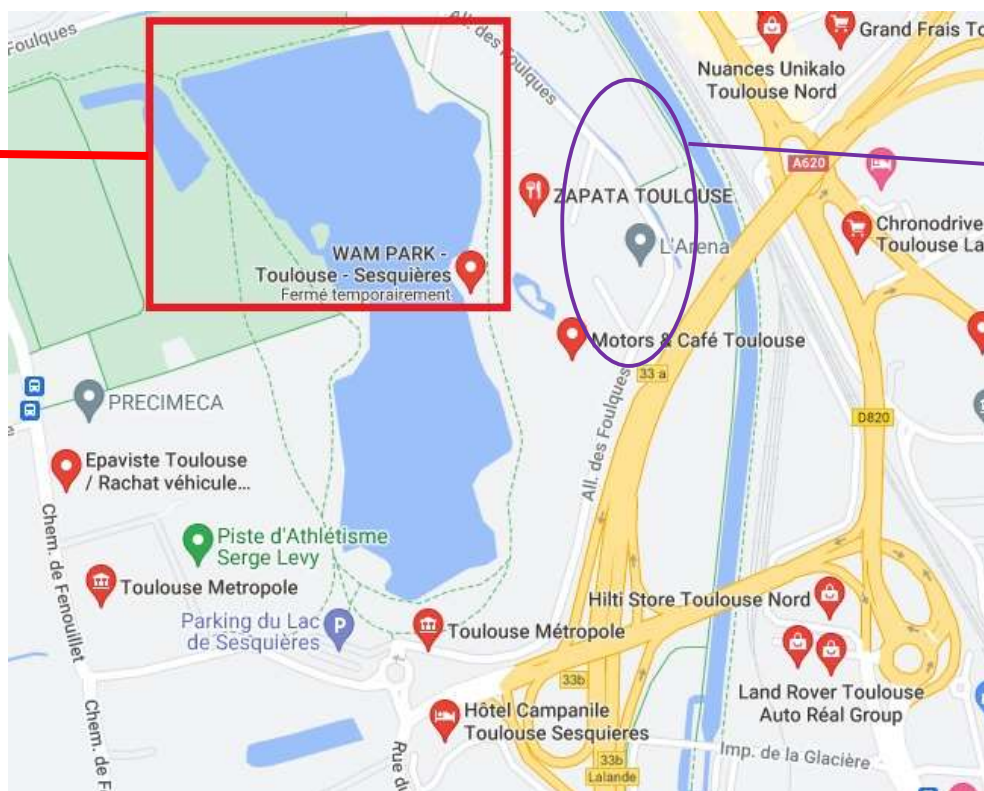 Foulques
All. des Foulques
Grand Frais To
Nuances Unikalo
Toulouse Nord
A620
ZAPATA TOULOUSE
Chronodrive
Toulouse La
L'Arena
WAM PARK -
Toulouse - Sesquières
Fermé temporairement
Motors & Café Toulouse
33 a
PRECIMECA
D820
All. des Foulques
Epaviste Toulouse
/ Rachat véhicule...
Chem. de Fenouillet
Piste d'Athlétisme
Serge Levy
Toulouse Metropole
Hilti Store Toulouse Nord
Parking du Lac
de Sesquières
P
Toulouse Métropole
33b
Land Rover Toulouse
Auto Réal Group
Hôtel Campanile
Toulouse Sesquieres
Chem. de F
Rue du
Imp. de la Glacière
33b
Lalande